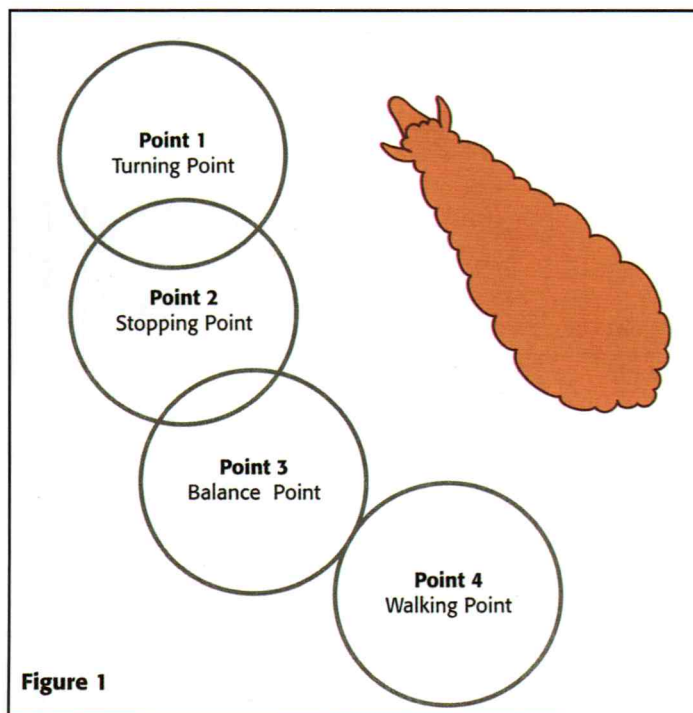 Point 1
Turning Point
Point 2
Stopping Point
Point 3
Balance Point
Point 4
Walking Point
Figure 1